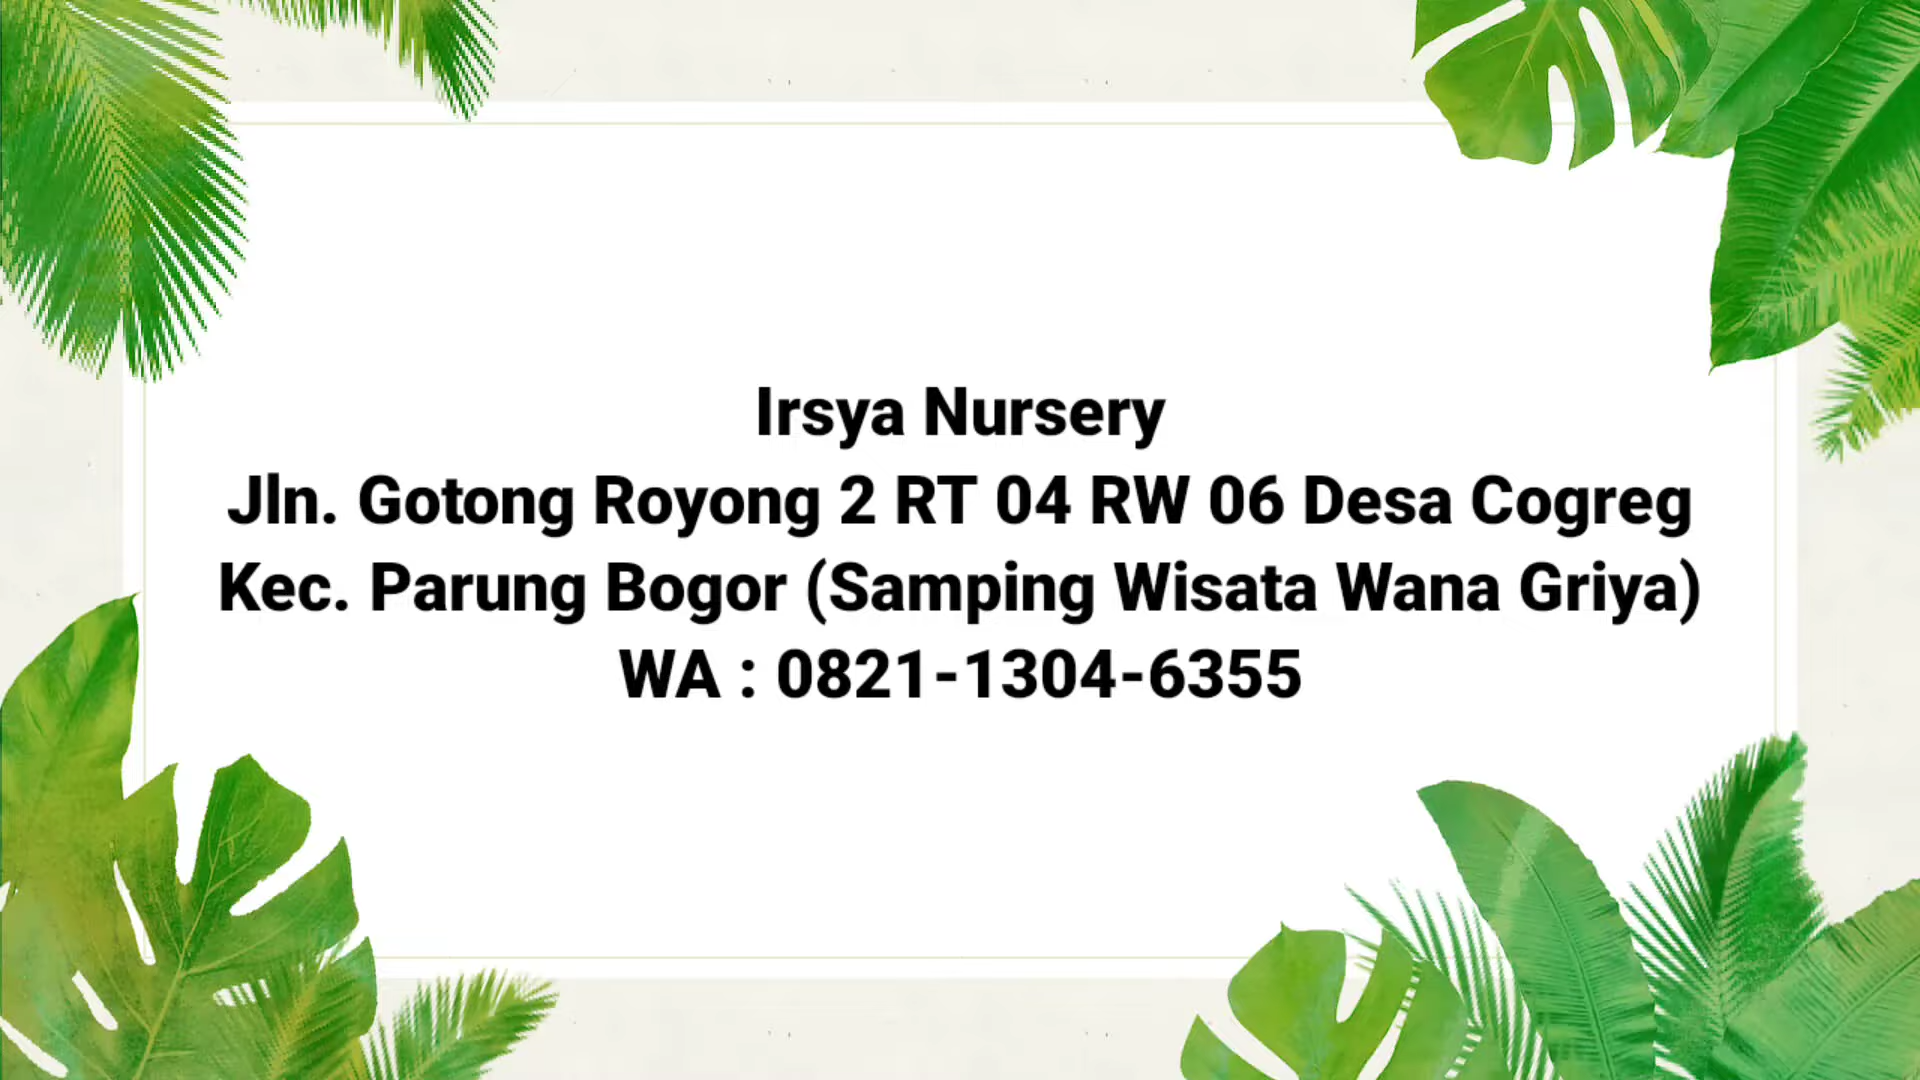 Irsya Nursery
Jln. Gotong Royong 2 RT 04 RW 06 Desa Cogreg
Kec. Parung Bogor (Samping Wisata Wana Griya)
WA : 0821-1304-6355